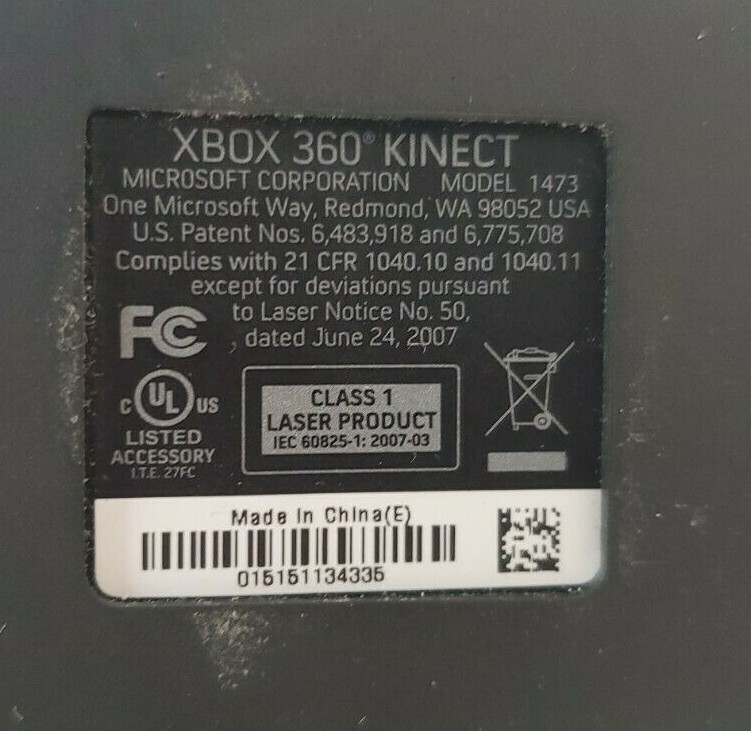 XBOX 360® KINECT
MICROSOFT CORPORATION MODEL 1473
One Microsoft Way, Redmond, WA 98052 USA
U.S. Patent Nos. 6,483,918 and 6,775,708
Complies with 21 CFR 1040.10 and 1040.11
except for deviations pursuant
to Laser Notice No. 50,
dated June 24, 2007
FC
C UL US
LISTED
ACCESSORY
I.T.E. 27FC
CLASS 1
LASER PRODUCT
IEC 60825-1: 2007-03
Made in China(E)
015151134335